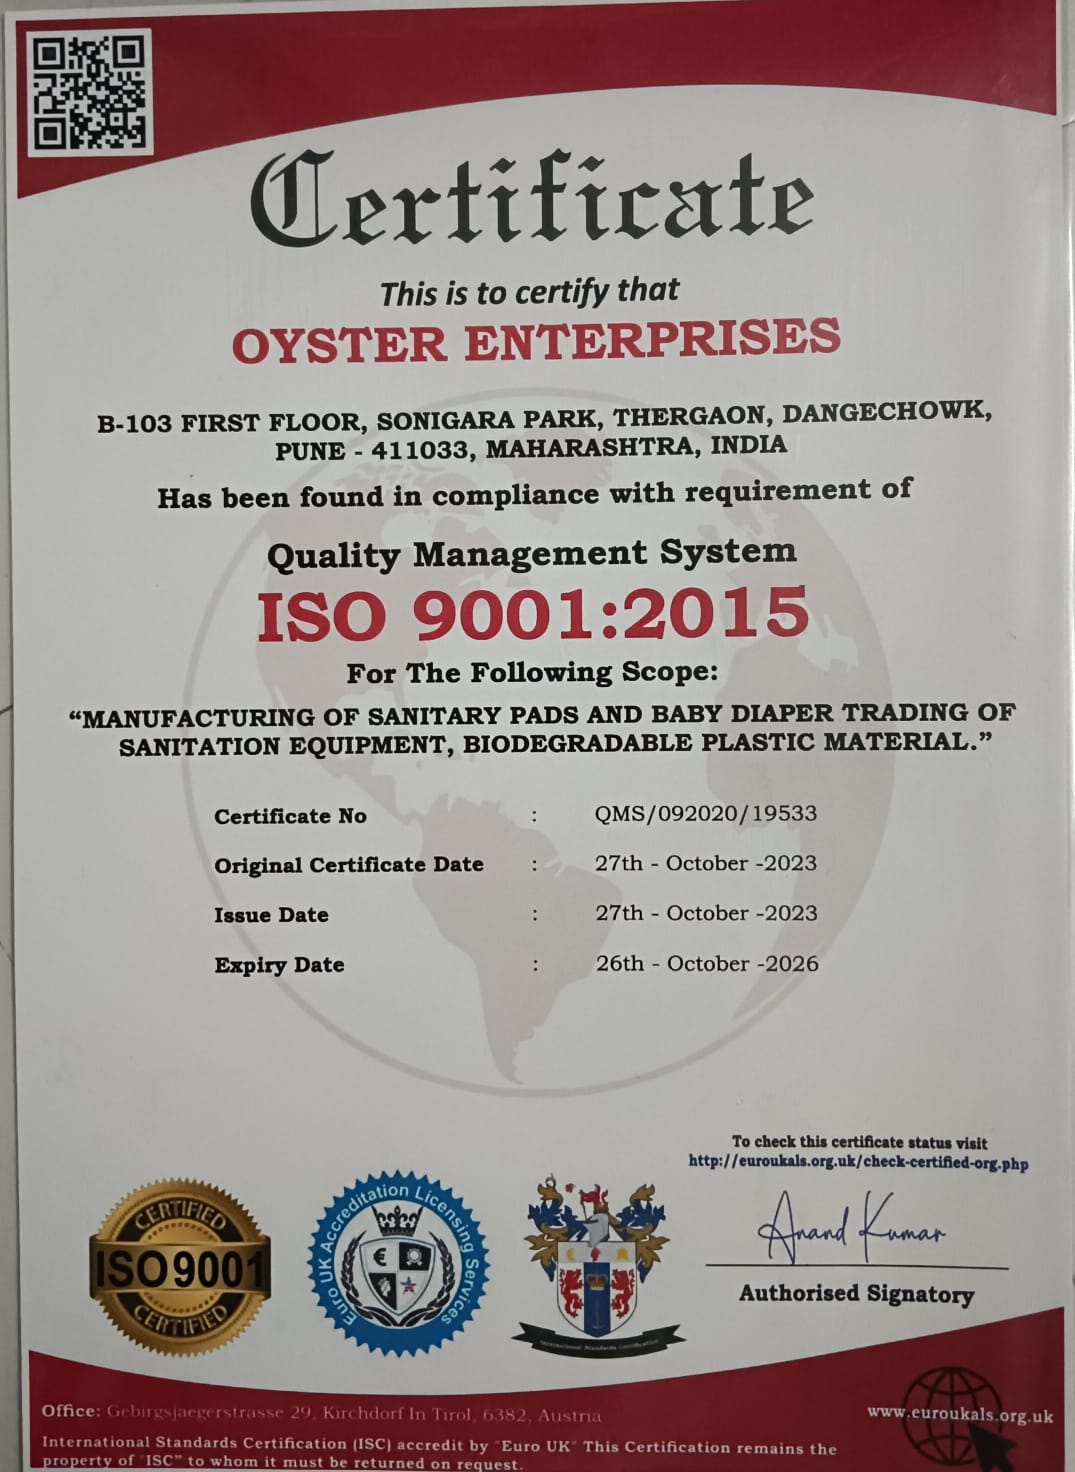 Certificate
This is to certify that
OYSTER ENTERPRISES
B-103 FIRST FLOOR, SONIGARA PARK, THERGAON, DANGECHOWK,
PUNE - 411033, MAHARASHTRA, INDIA
Has been found in compliance with requirement of
Quality Management System
ISO 9001:2015
For The Following Scope:
“MANUFACTURING OF SANITARY PADS AND BABY DIAPER TRADING OF
SANITATION EQUIPMENT, BIODEGRADABLE PLASTIC MATERIAL.”
Certificate No : QMS/092020/19533
Original Certificate Date : 27th - October -2023
Issue Date : 27th - October -2023
Expiry Date : 26th - October -2026
To check this certificate status visit
http://euroukals.org.uk/check-certified-org.php
CERTIFIED
ISO9001
CERTIFIED
Euro UK Accreditation Licensing Services
€
International Standards Certification
Anand Kumar
Authorised Signatory
Office: Gebirgsjaegerstrasse 29, Kirchdorf In Tirol, 6382, Austria
www.euroukals.org.uk
International Standards Certification (ISC) accredit by "Euro UK" This Certification remains the
property of "ISC" to whom it must be returned on request.